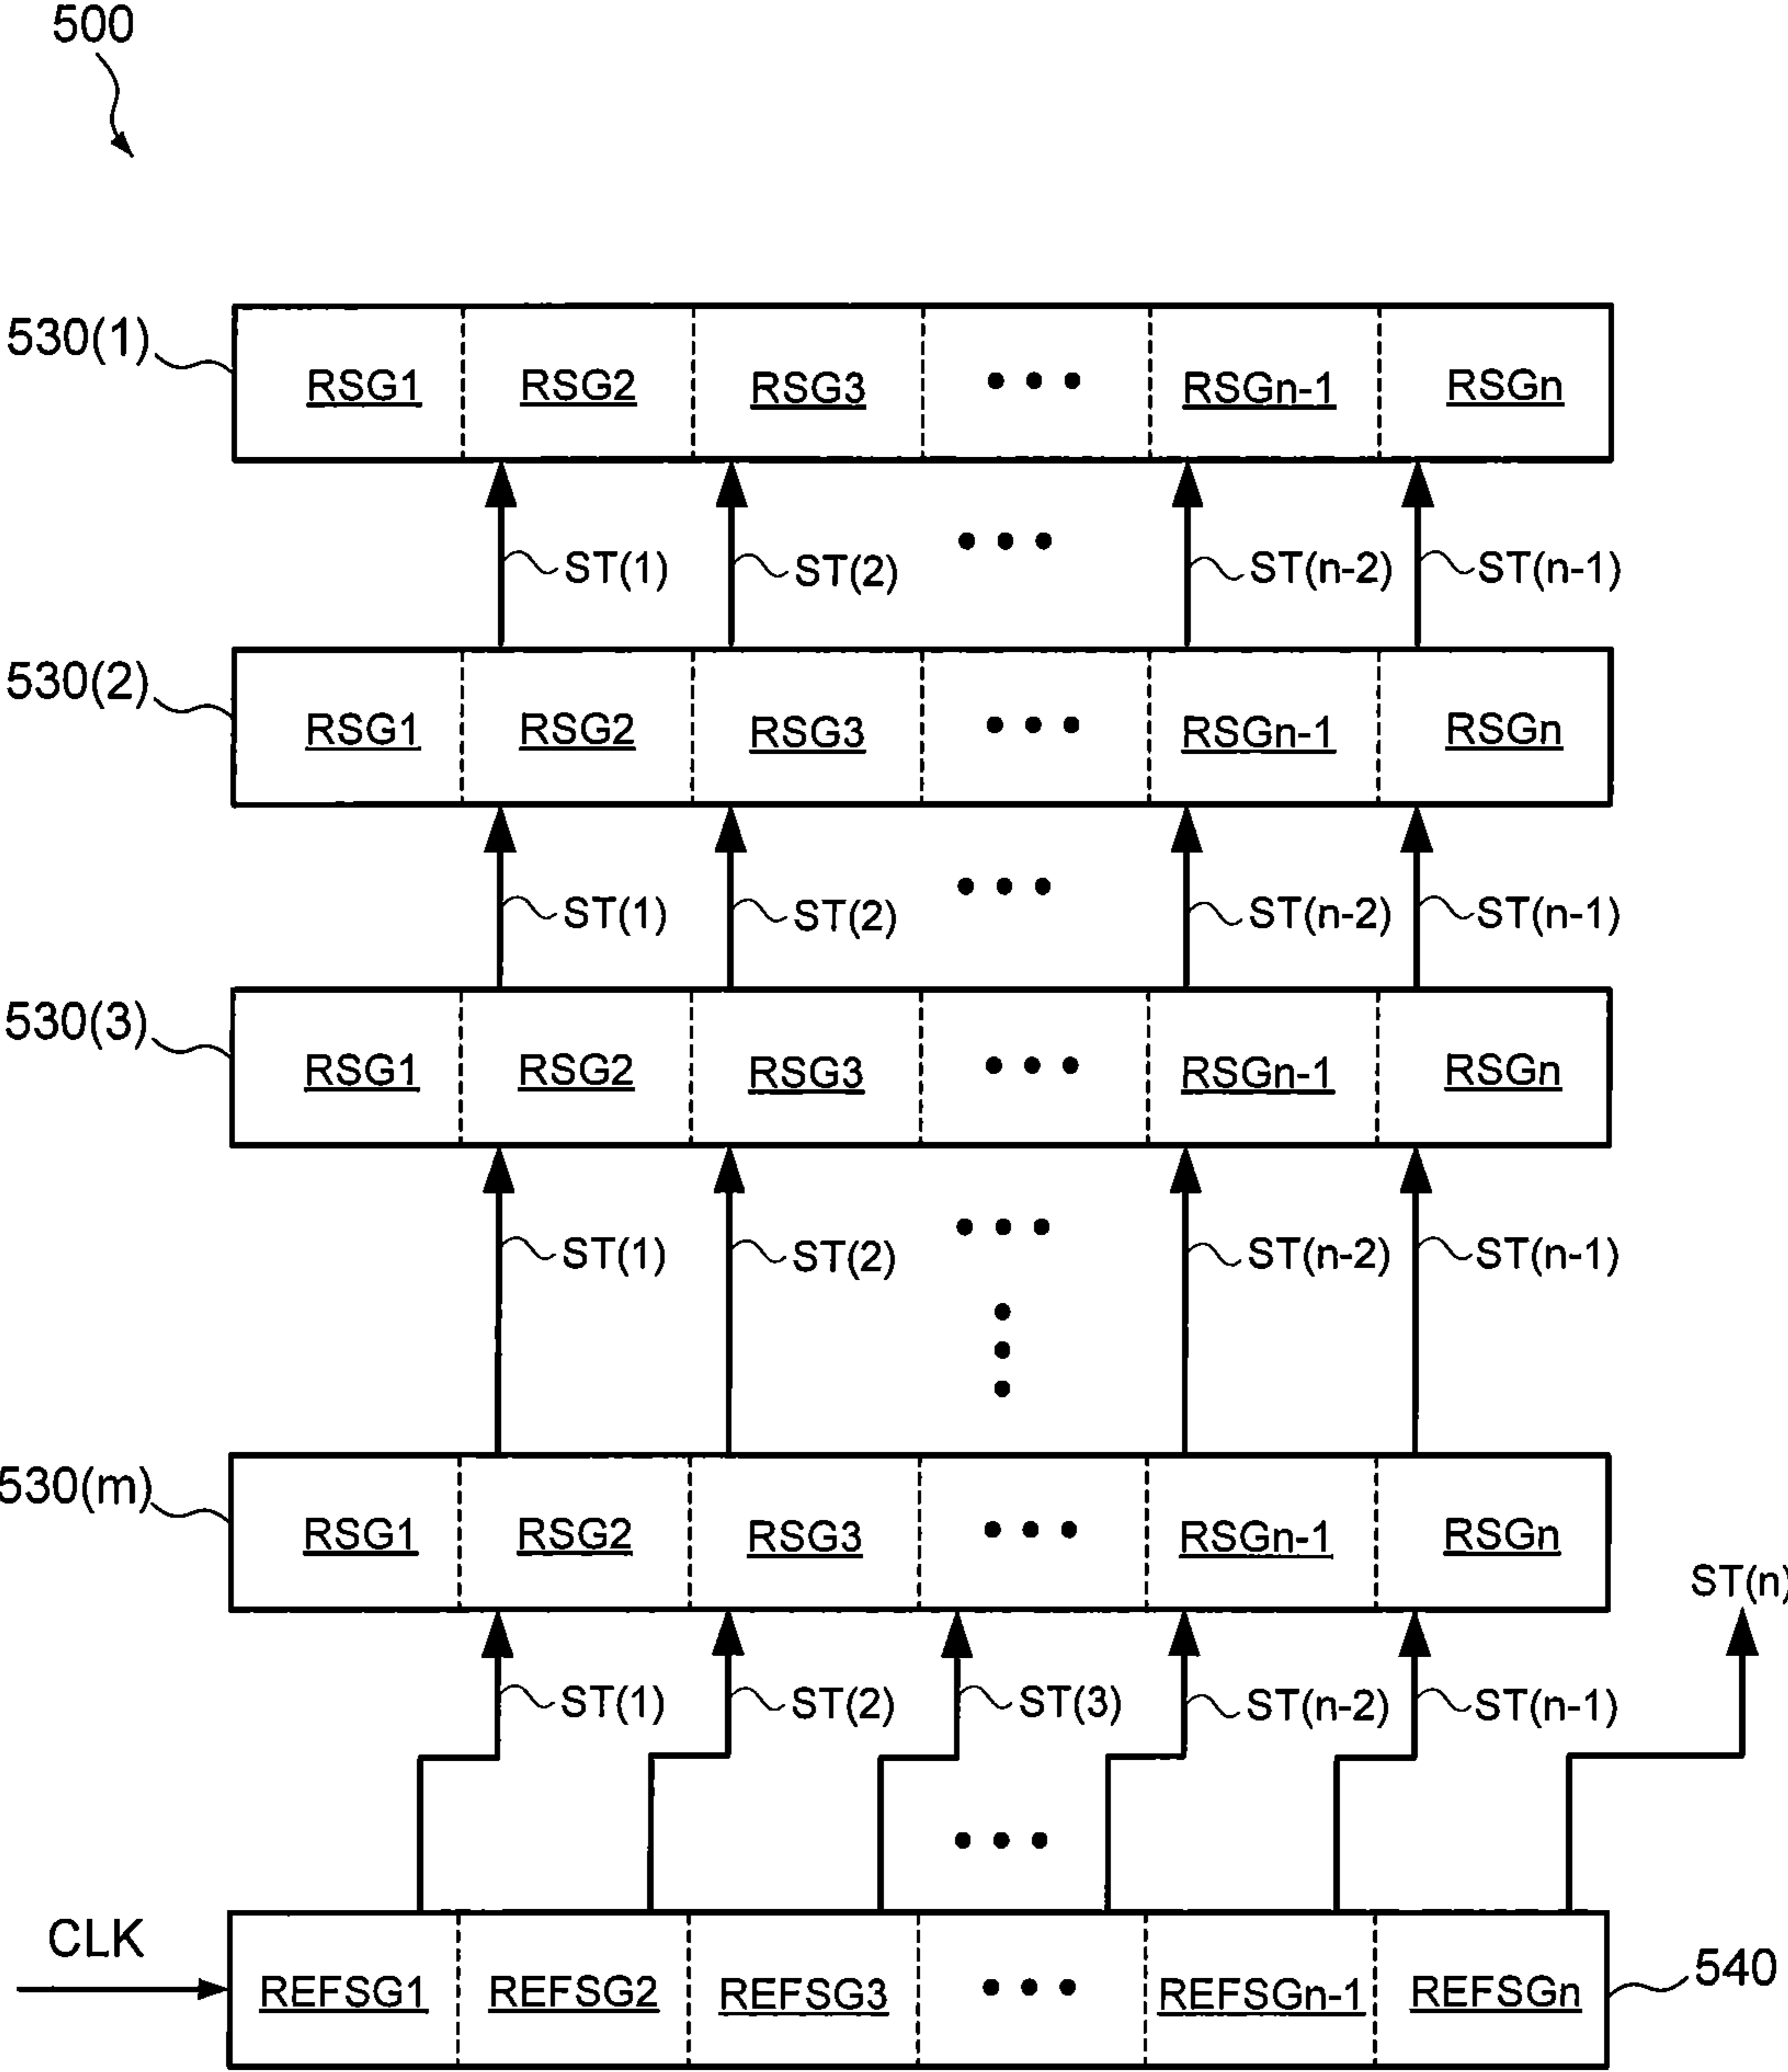 500
530(1)
RSG1 RSG2 RSG3 • • • RSGn-1 RSGn
ST(1) ST(2) • • • ST(n-2) ST(n-1)
530(2)
RSG1 RSG2 RSG3 • • • RSGn-1 RSGn
ST(1) ST(2) • • • ST(n-2) ST(n-1)
530(3)
RSG1 RSG2 RSG3 • • • RSGn-1 RSGn
ST(1) ST(2) • • • ST(n-2) ST(n-1)
530(m)
RSG1 RSG2 RSG3 • • • RSGn-1 RSGn
ST(n)
ST(1) ST(2) ST(3) ST(n-2) ST(n-1)
• • •
CLK
REFSG1 REFSG2 REFSG3 • • • REFSGn-1 REFSGn
540